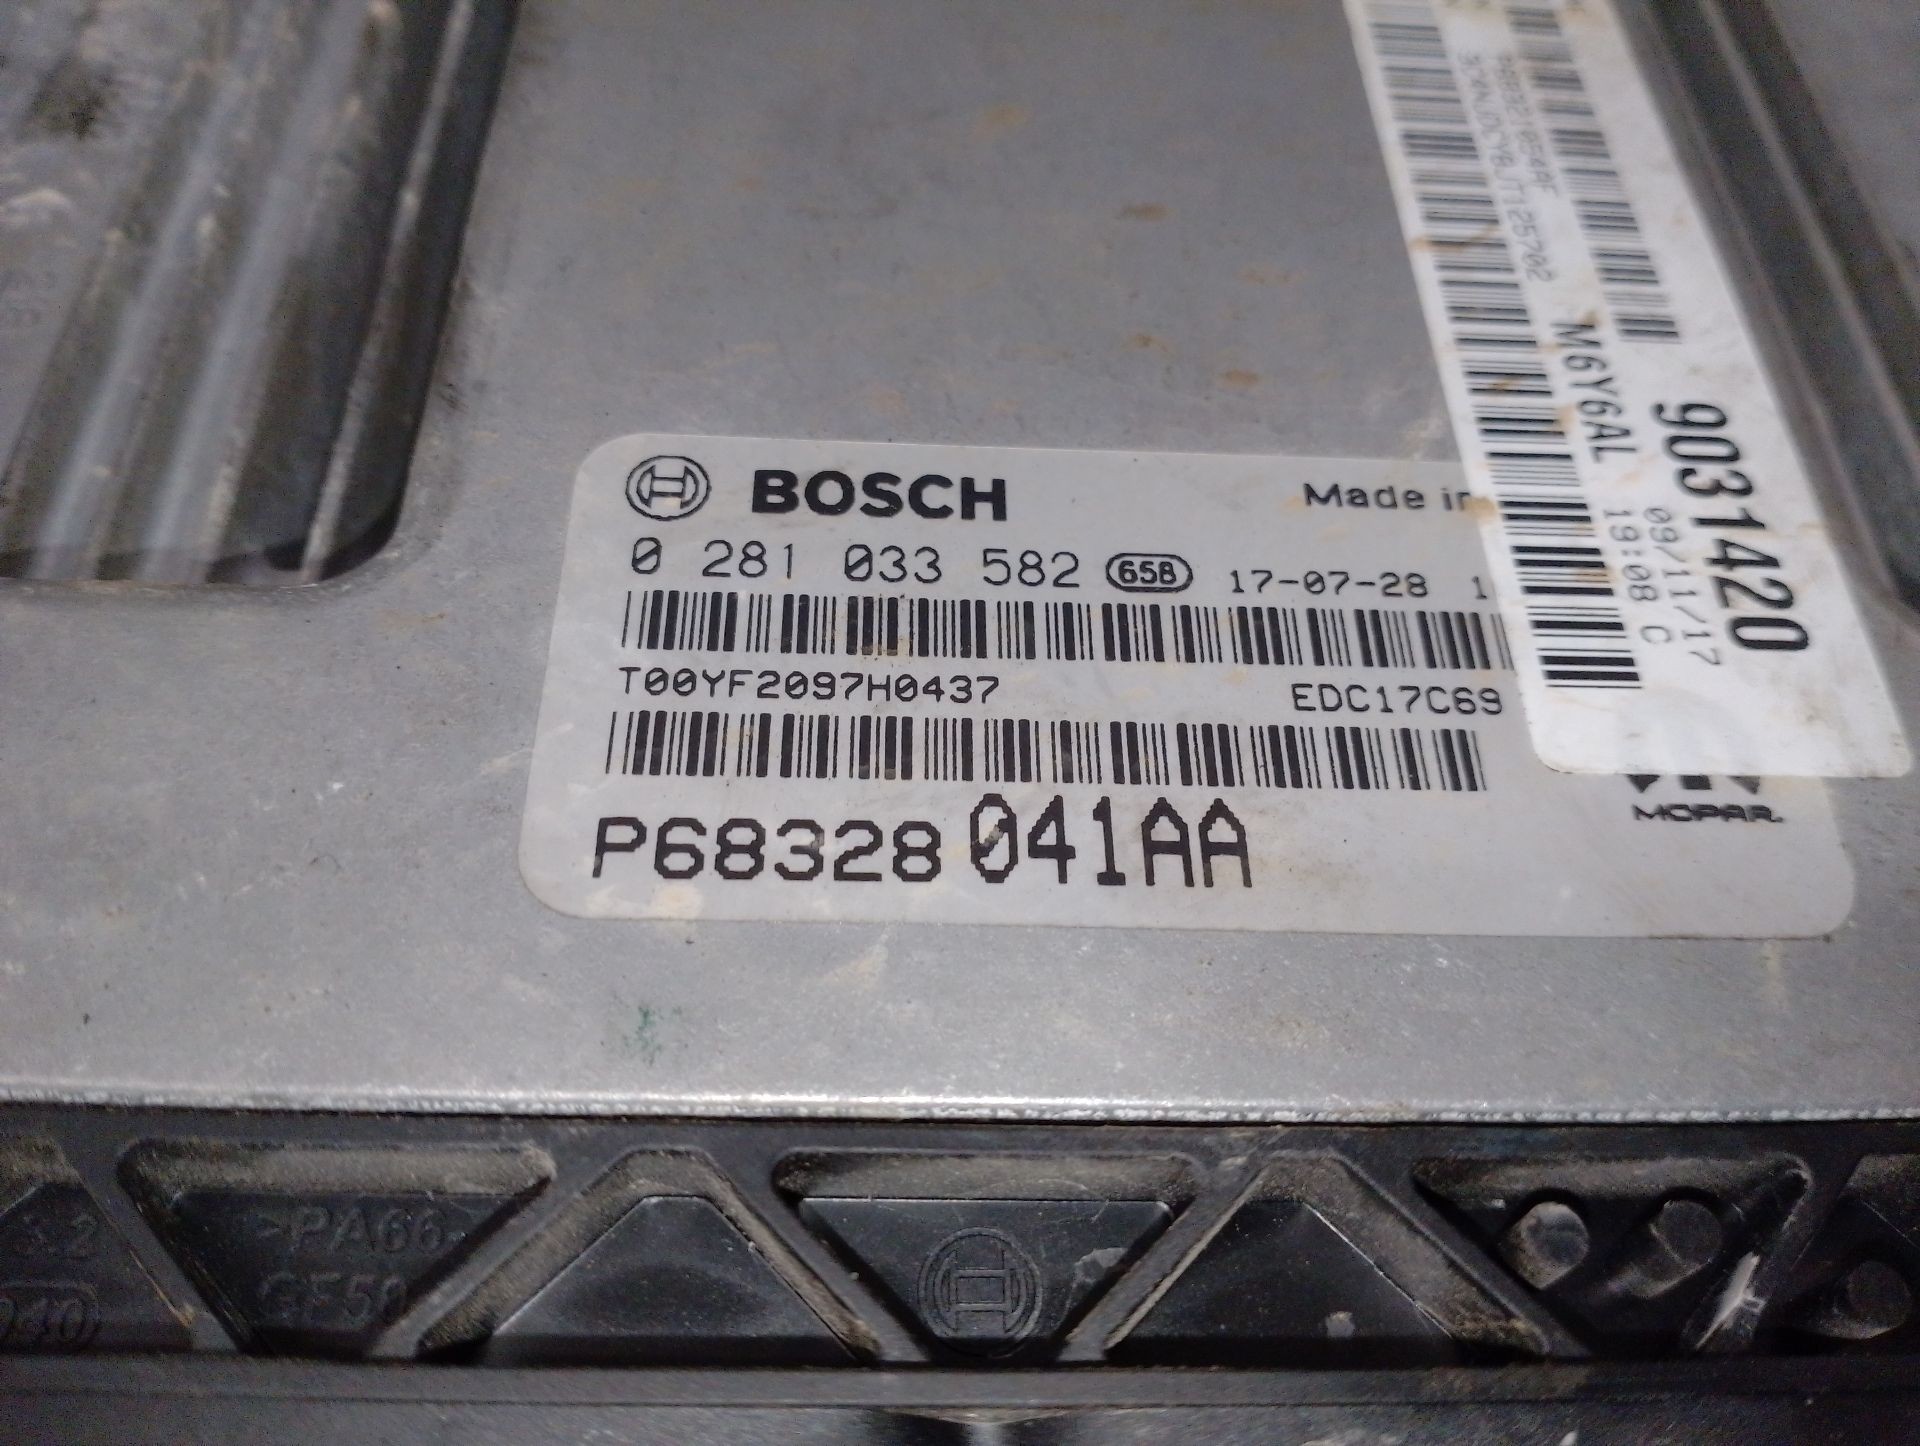 BOSCH
Made in
0 281 033 582 658 17-07-28 1
T00YF2097H0437 EDC17C69
P68328041AA
MOPAR
M6Y6AL
9031420
09/11/17
19:08 C
PA66